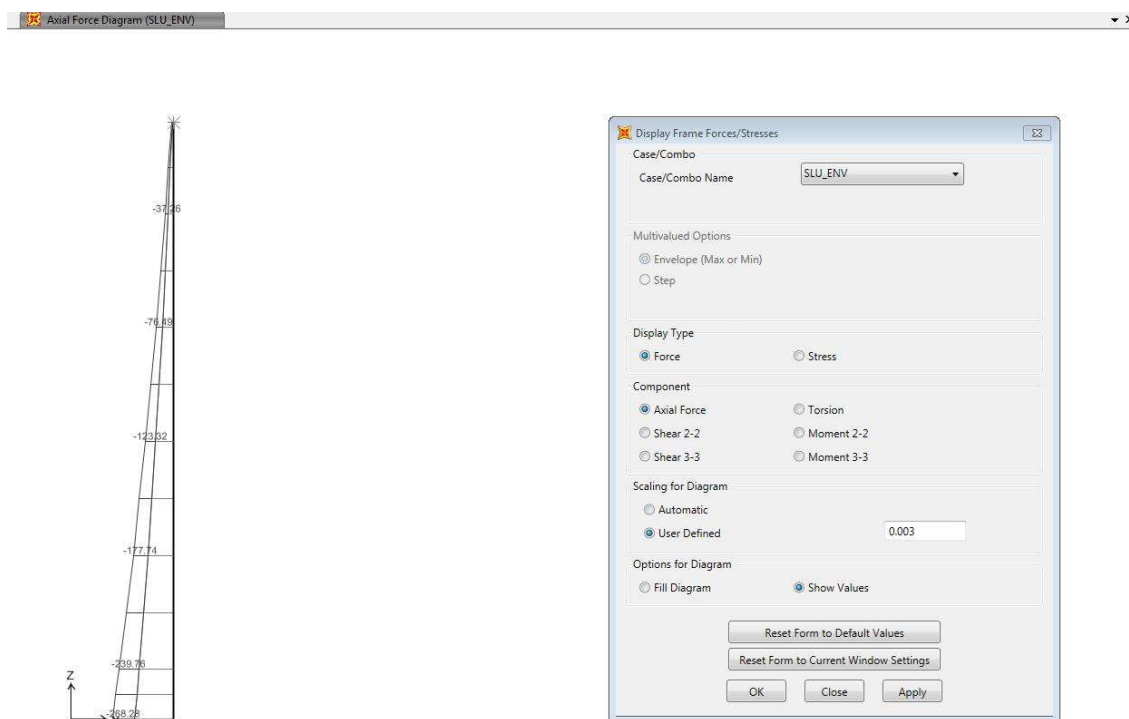 Axial Force Diagram (SLU_ENV)
-37.26
-76.49
-123.32
-177.74
-239.76
Z
-268.28
Display Frame Forces/Stresses
Case/Combo
Case/Combo Name SLU_ENV
Multivalued Options
Envelope (Max or Min)
Step
Display Type
Force Stress
Component
Axial Force Torsion
Shear 2-2 Moment 2-2
Shear 3-3 Moment 3-3
Scaling for Diagram
Automatic
User Defined 0.003
Options for Diagram
Fill Diagram Show Values
Reset Form to Default Values
Reset Form to Current Window Settings
OK Close Apply